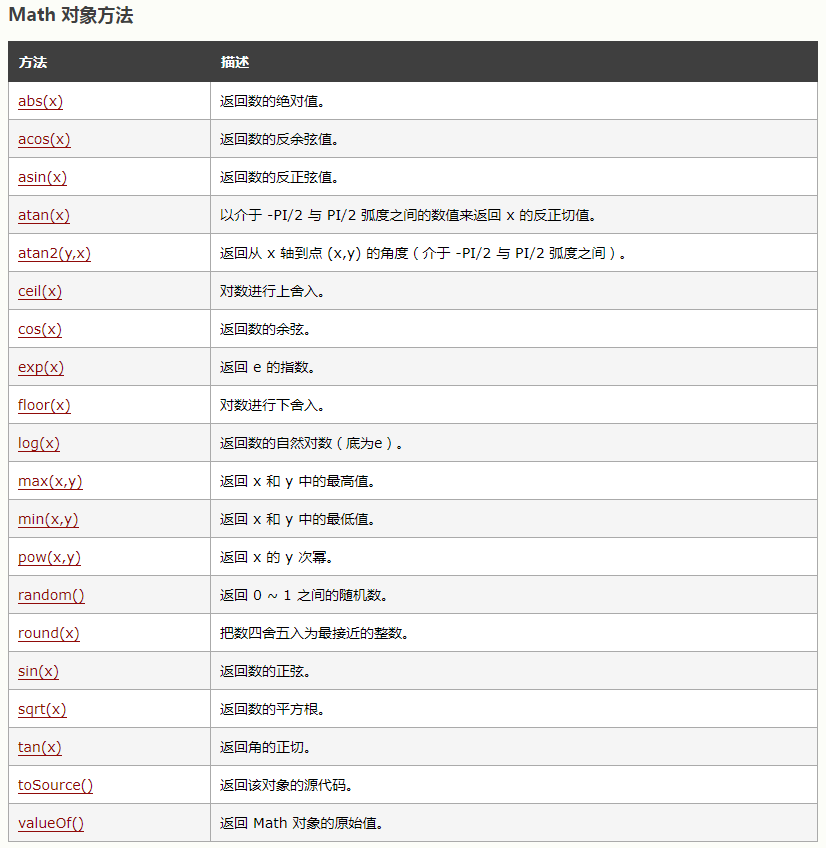 Math 对象方法
方法 描述
abs(x) 返回数的绝对值。
acos(x) 返回数的反余弦值。
asin(x) 返回数的反正弦值。
atan(x) 以介于 -PI/2 与 PI/2 弧度之间的数值来返回 x 的反正切值。
atan2(y,x) 返回从 x 轴到点 (x,y) 的角度（介于 -PI/2 与 PI/2 弧度之间）。
ceil(x) 对数进行上舍入。
cos(x) 返回数的余弦。
exp(x) 返回 e 的指数。
floor(x) 对数进行下舍入。
log(x) 返回数的自然对数（底为e）。
max(x,y) 返回 x 和 y 中的最高值。
min(x,y) 返回 x 和 y 中的最低值。
pow(x,y) 返回 x 的 y 次幂。
random() 返回 0 ~ 1 之间的随机数。
round(x) 把数四舍五入为最接近的整数。
sin(x) 返回数的正弦。
sqrt(x) 返回数的平方根。
tan(x) 返回角的正切。
toSource() 返回该对象的源代码。
valueOf() 返回 Math 对象的原始值。